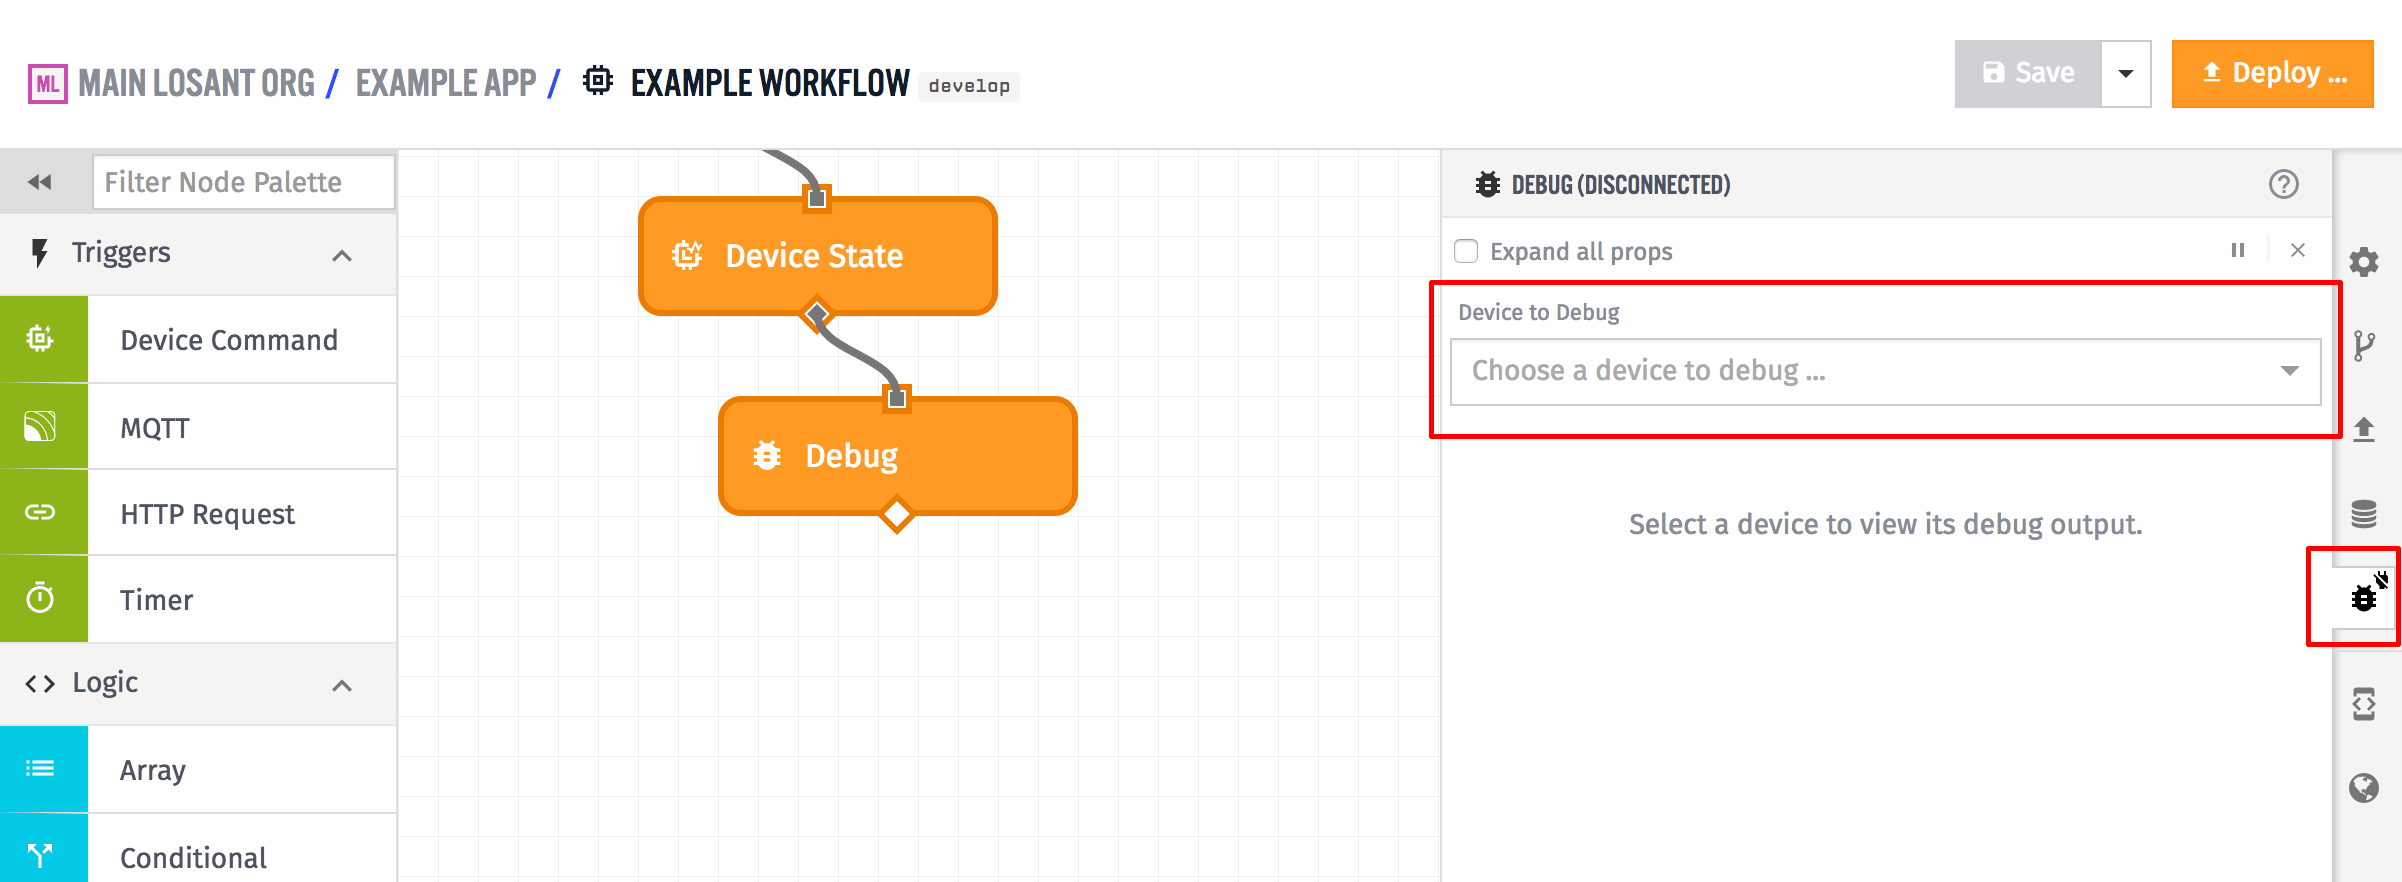 ML MAIN LOSANT ORG / EXAMPLE APP / EXAMPLE WORKFLOW develop
Save
Deploy ...
Filter Node Palette
Triggers
Device Command
MQTT
HTTP Request
Timer
Logic
Array
Conditional
Device State
Debug
DEBUG (DISCONNECTED)
Expand all props
Device to Debug
Choose a device to debug ...
Select a device to view its debug output.